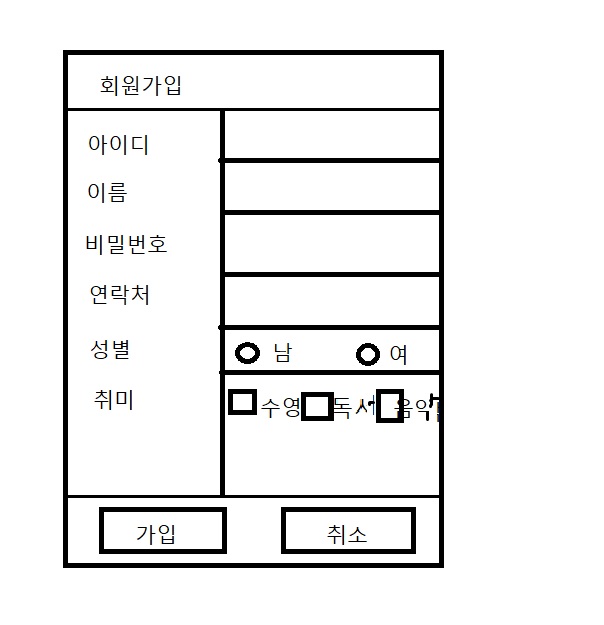 회원가입
아이디
이름
비밀번호
연락처
성별 남 여
취미 수영 독서 음악
가입 취소